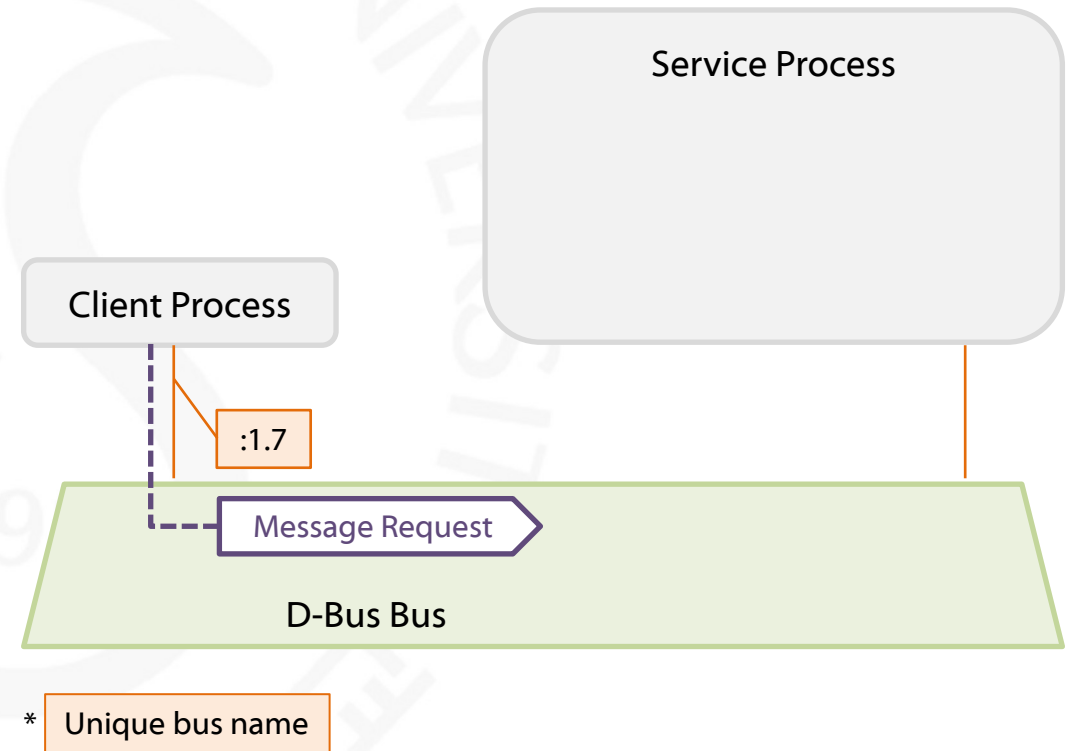 Service Process
Client Process
:1.7
Message Request
D-Bus Bus
* Unique bus name